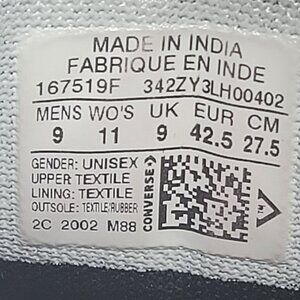 MADE IN INDIA
FABRIQUE EN INDE
167519F 342ZY3LH00402
MENS WO'S UK EUR CM
9 11 9 42.5 27.5
GENDER: UNISEX
UPPER TEXTILE
LINING: TEXTILE
OUTSOLE: TEXTILE/RUBBER
2C 2002 M88
CONVERSE